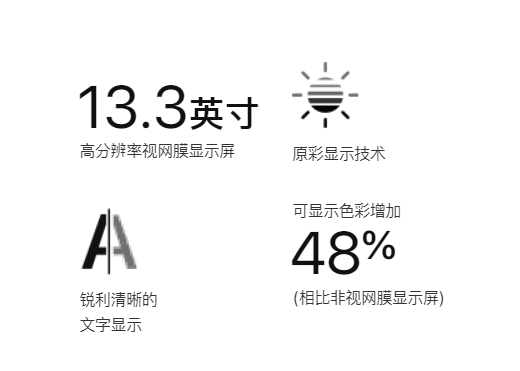 13.3英寸
高分辨率视网膜显示屏
原彩显示技术
锐利清晰的
文字显示
可显示色彩增加
48%
(相比非视网膜显示屏)